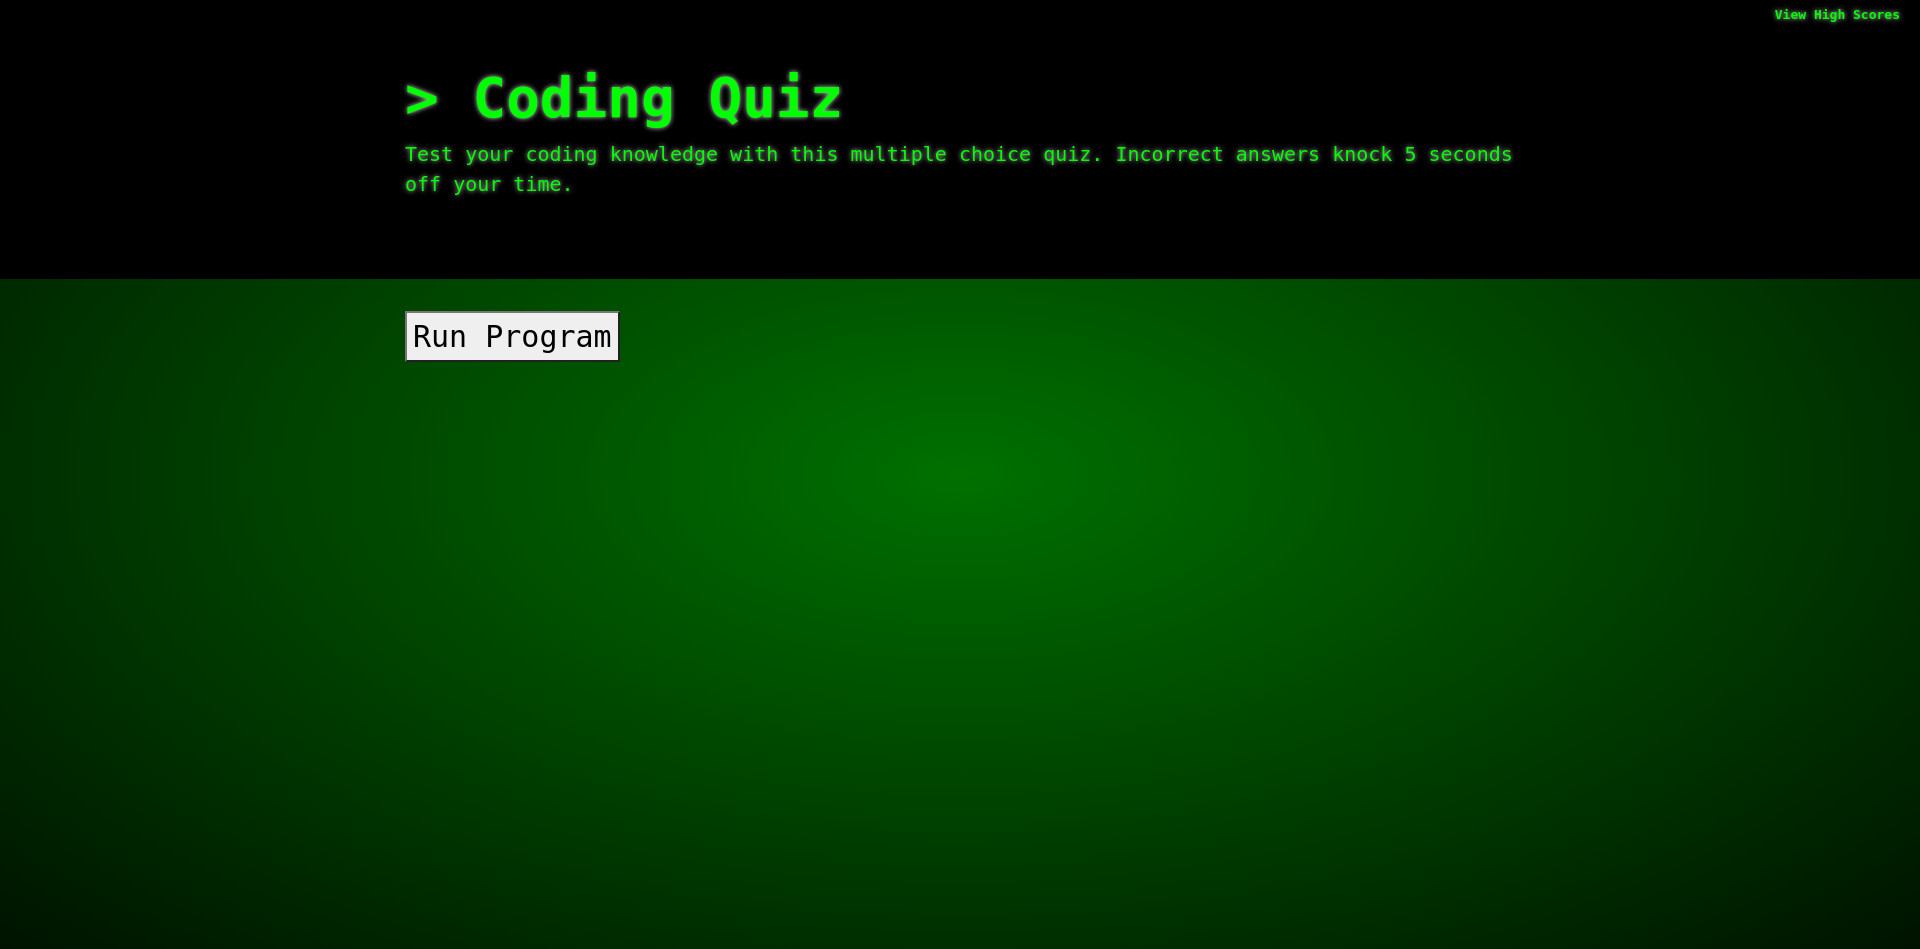 View High Scores
> Coding Quiz
Test your coding knowledge with this multiple choice quiz. Incorrect answers knock 5 seconds
off your time.
Run Program